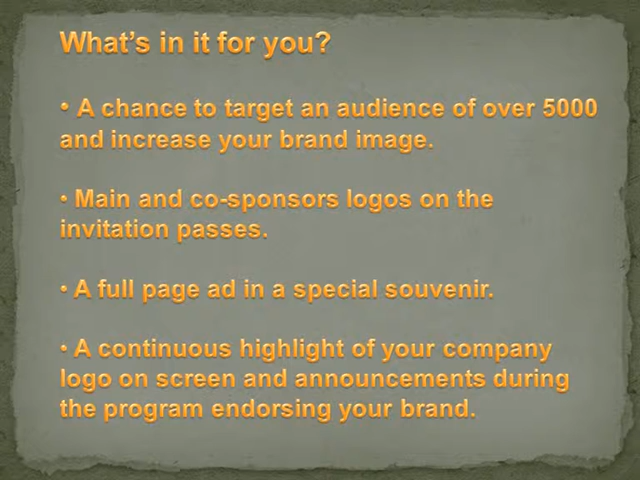 What's in it for you?
• A chance to target an audience of over 5000
and increase your brand image.
• Main and co-sponsors logos on the
invitation passes.
• A full page ad in a special souvenir.
• A continuous highlight of your company
logo on screen and announcements during
the program endorsing your brand.